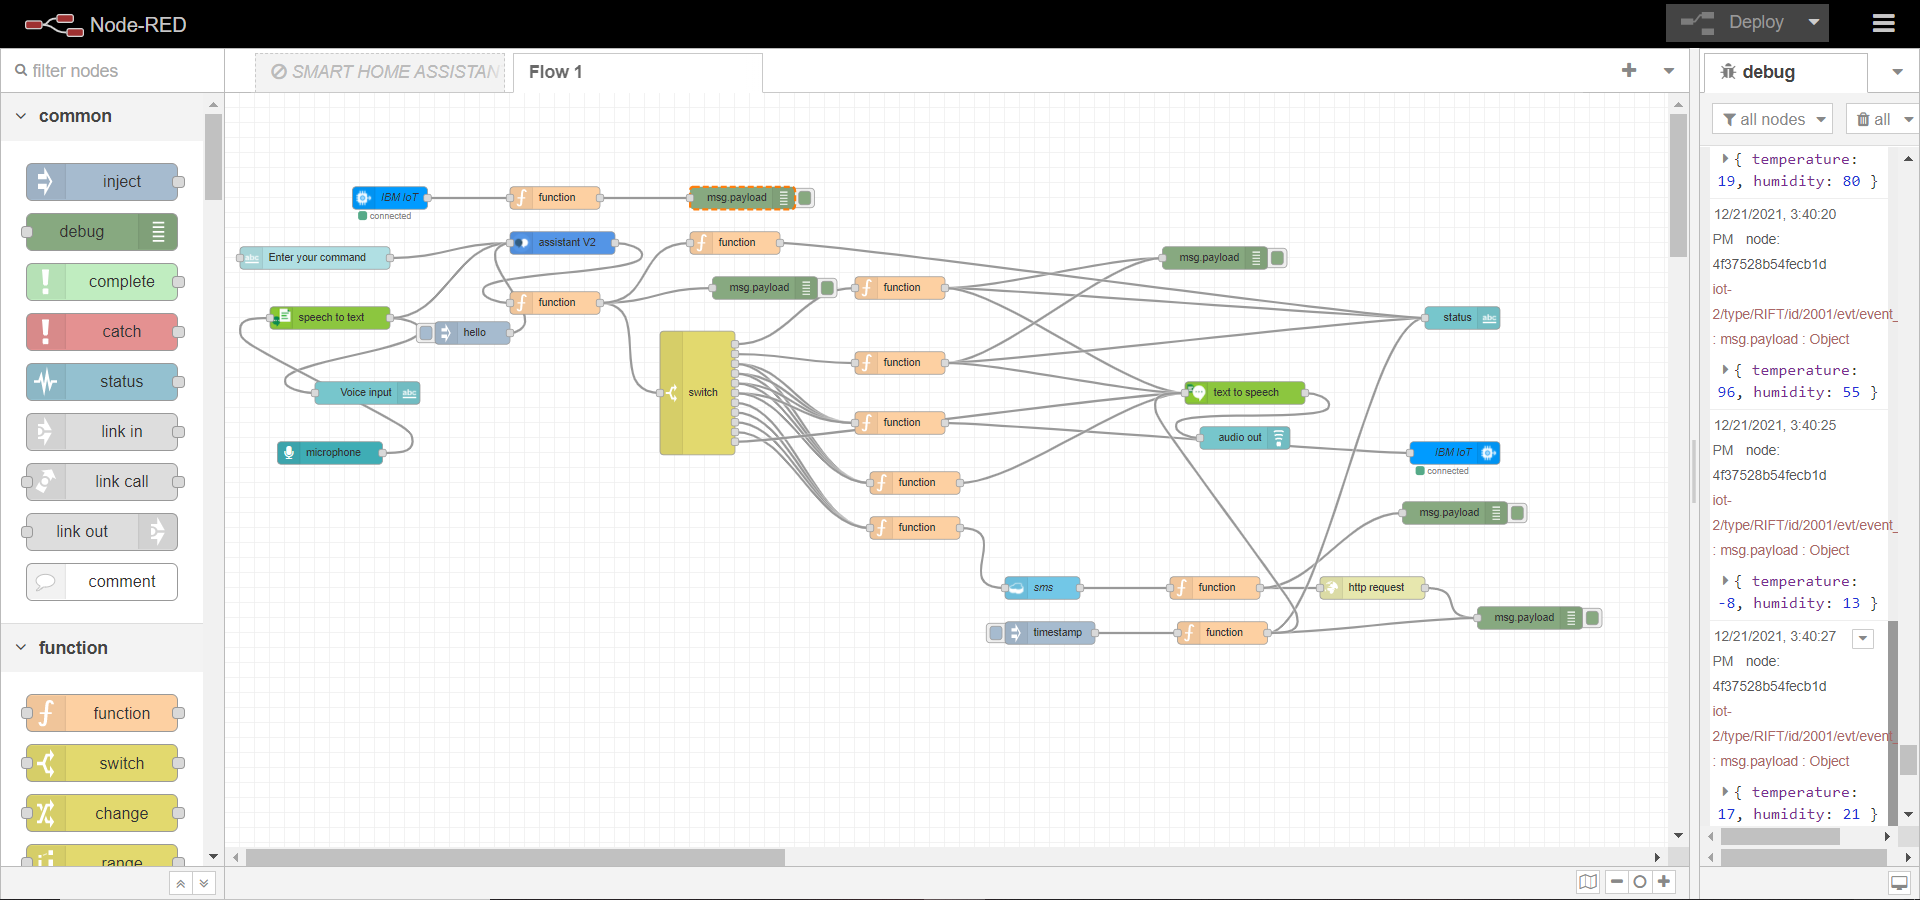 Node-RED
Deploy
filter nodes
SMART HOME ASSISTAN
Flow 1
debug
all nodes
all
common
inject
debug
complete
catch
status
link in
link call
link out
comment
function
function
switch
change
range
IBM IoT
connected
function
msg.payload
Enter your command
abc
assistant V2
function
msg.payload
speech to text
function
msg.payload
function
hello
status
abc
function
Voice input
abc
switch
text to speech
function
audio out
microphone
IBM IoT
connected
function
msg.payload
function
sms
function
http request
timestamp
function
msg.payload
{ temperature:
19, humidity: 80 }
12/21/2021, 3:40:20
PM node:
4f37528b54fecb1d
iot-
2/type/RIFT/id/2001/evt/event_
: msg.payload : Object
{ temperature:
96, humidity: 55 }
12/21/2021, 3:40:25
PM node:
4f37528b54fecb1d
iot-
2/type/RIFT/id/2001/evt/event_
: msg.payload : Object
{ temperature:
-8, humidity: 13 }
12/21/2021, 3:40:27
PM node:
4f37528b54fecb1d
iot-
2/type/RIFT/id/2001/evt/event_
: msg.payload : Object
{ temperature:
17, humidity: 21 }